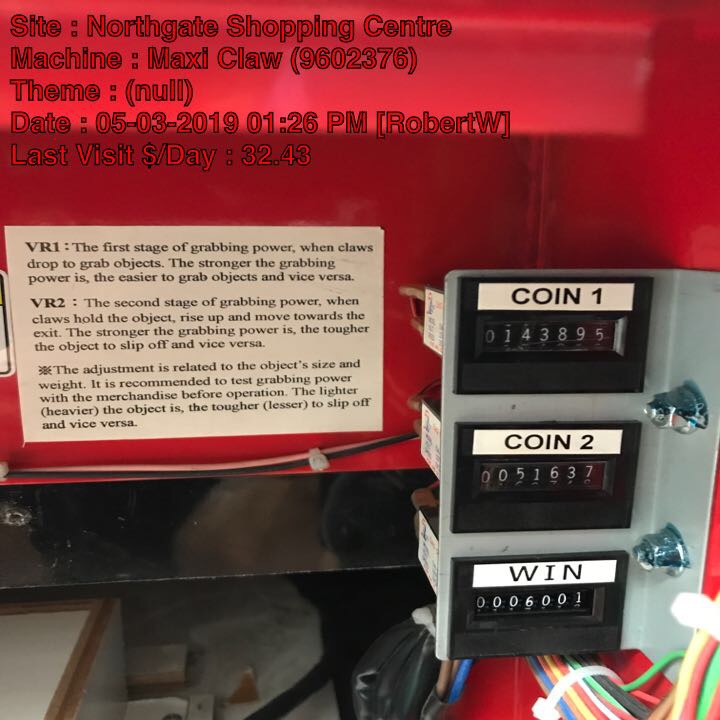 Site : Northgate Shopping Centre
Machine : Maxi Claw (9602376)
Theme : (null)
Date : 05-03-2019 01:26 PM [RobertW]
Last Visit $/Day : 32.43
VR1 : The first stage of grabbing power, when claws
drop to grab objects. The stronger the grabbing
power is, the easier to grab objects and vice versa.
VR2 : The second stage of grabbing power, when
claws hold the object, rise up and move towards the
exit. The stronger the grabbing power is, the tougher
the object to slip off and vice versa.
※The adjustment is related to the object's size and
weight. It is recommended to test grabbing power
with the merchandise before operation. The lighter
(heavier) the object is, the tougher (lesser) to slip off
and vice versa.
COIN 1
0143895
COIN 2
0051637
WIN
0006001